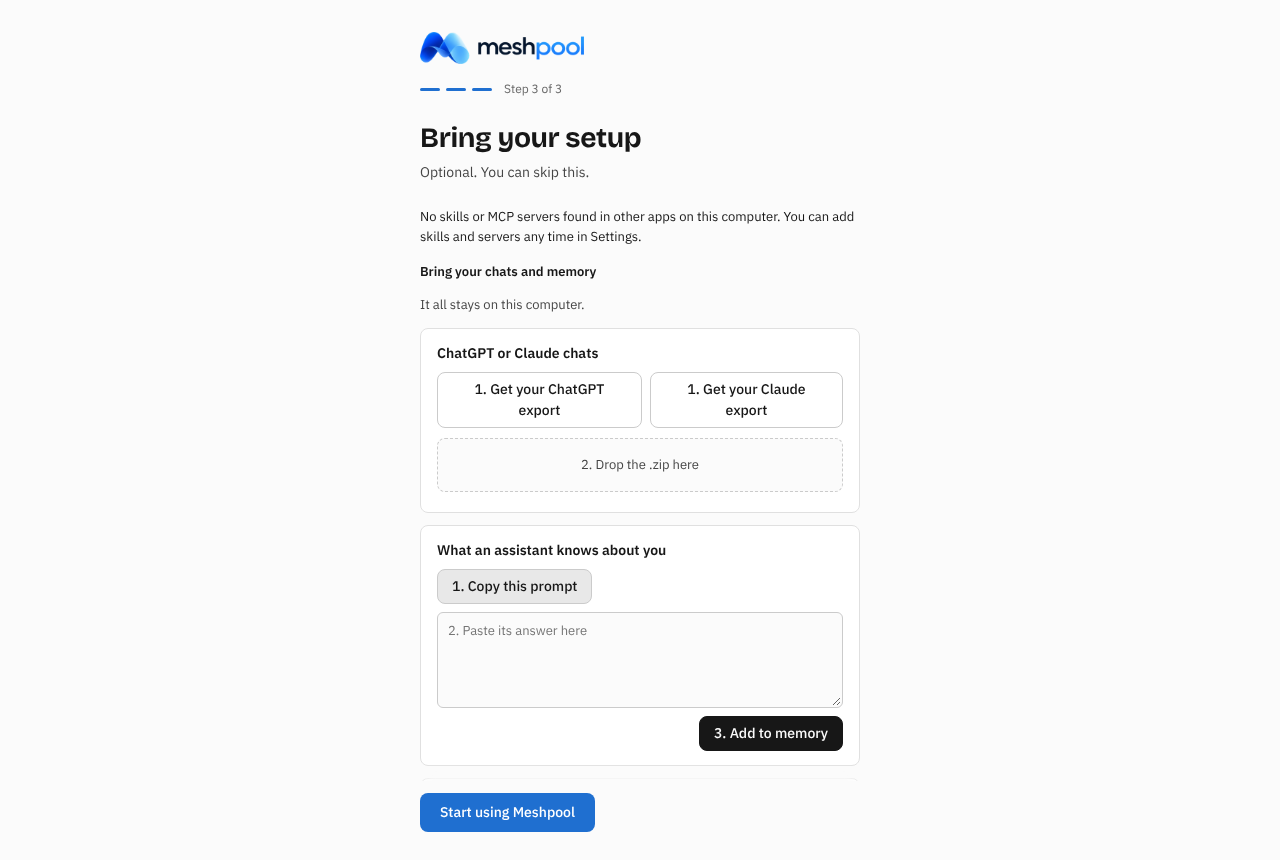 meshpool
Step 3 of 3
Bring your setup
Optional. You can skip this.
No skills or MCP servers found in other apps on this computer. You can add
skills and servers any time in Settings.
Bring your chats and memory
It all stays on this computer.
ChatGPT or Claude chats
1. Get your ChatGPT
export
1. Get your Claude
export
2. Drop the .zip here
What an assistant knows about you
1. Copy this prompt
2. Paste its answer here
3. Add to memory
Start using Meshpool